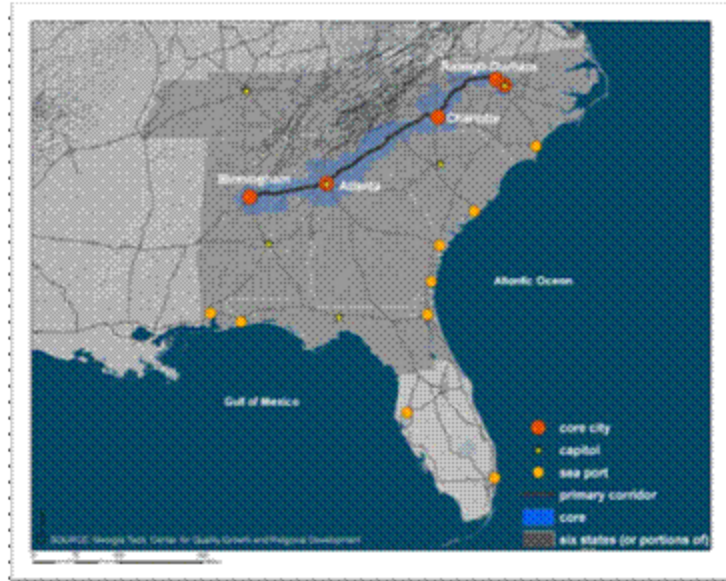 Raleigh-Durham
Charlotte
Birmingham
Atlanta
Atlantic Ocean
Gulf of Mexico
core city
capitol
sea port
primary corridor
core
six states (or portions of)
SOURCE: Georgia Tech, Center for Quality Growth and Regional Development